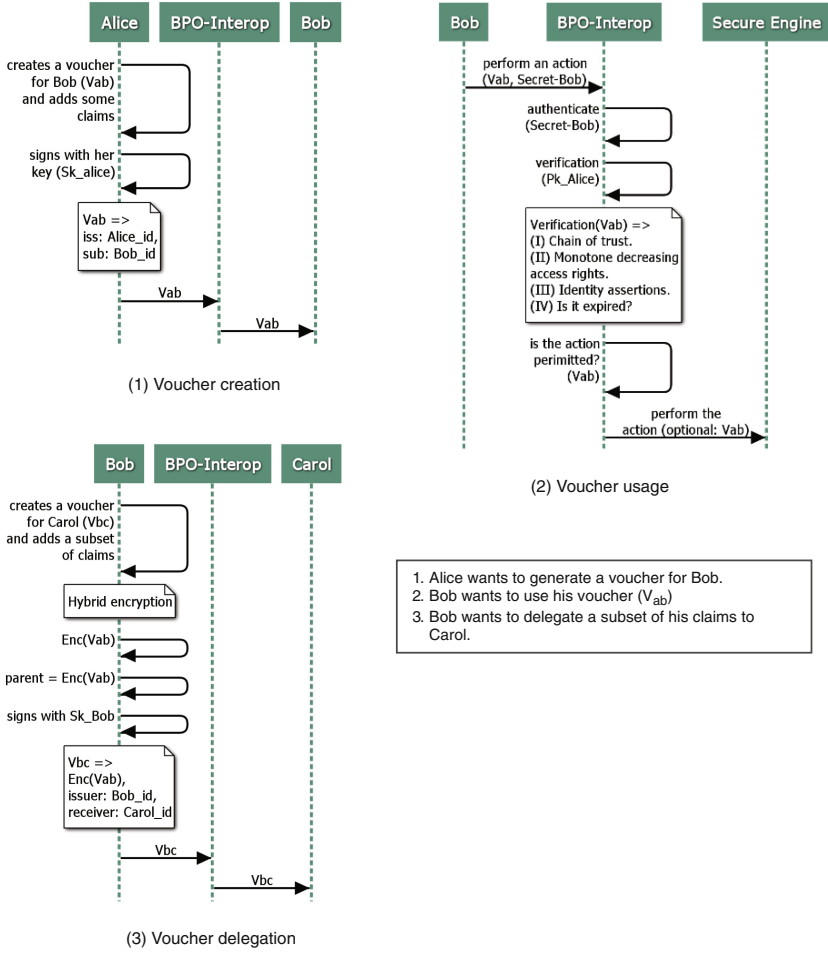 Alice
BPO-Interop
Bob
creates a voucher
for Bob (Vab)
and adds some
claims
signs with her
key (Sk_alice)
Vab =>
iss: Alice_id,
sub: Bob_id
Vab
Vab
(1) Voucher creation
Bob
BPO-Interop
Secure Engine
perform an action
(Vab, Secret-Bob)
authenticate
(Secret-Bob)
verification
(Pk_Alice)
Verification(Vab) =>
(I) Chain of trust.
(II) Monotone decreasing
access rights.
(III) Identity assertions.
(IV) Is it expired?
is the action
perimitted?
(Vab)
perform the
action (optional: Vab)
(2) Voucher usage
Bob
BPO-Interop
Carol
creates a voucher
for Carol (Vbc)
and adds a subset
of claims
Hybrid encryption
Enc(Vab)
parent = Enc(Vab)
signs with Sk_Bob
Vbc =>
Enc(Vab),
issuer: Bob_id,
receiver: Carol_id
Vbc
Vbc
(3) Voucher delegation
1. Alice wants to generate a voucher for Bob.
2. Bob wants to use his voucher (Vab)
3. Bob wants to delegate a subset of his claims to
Carol.